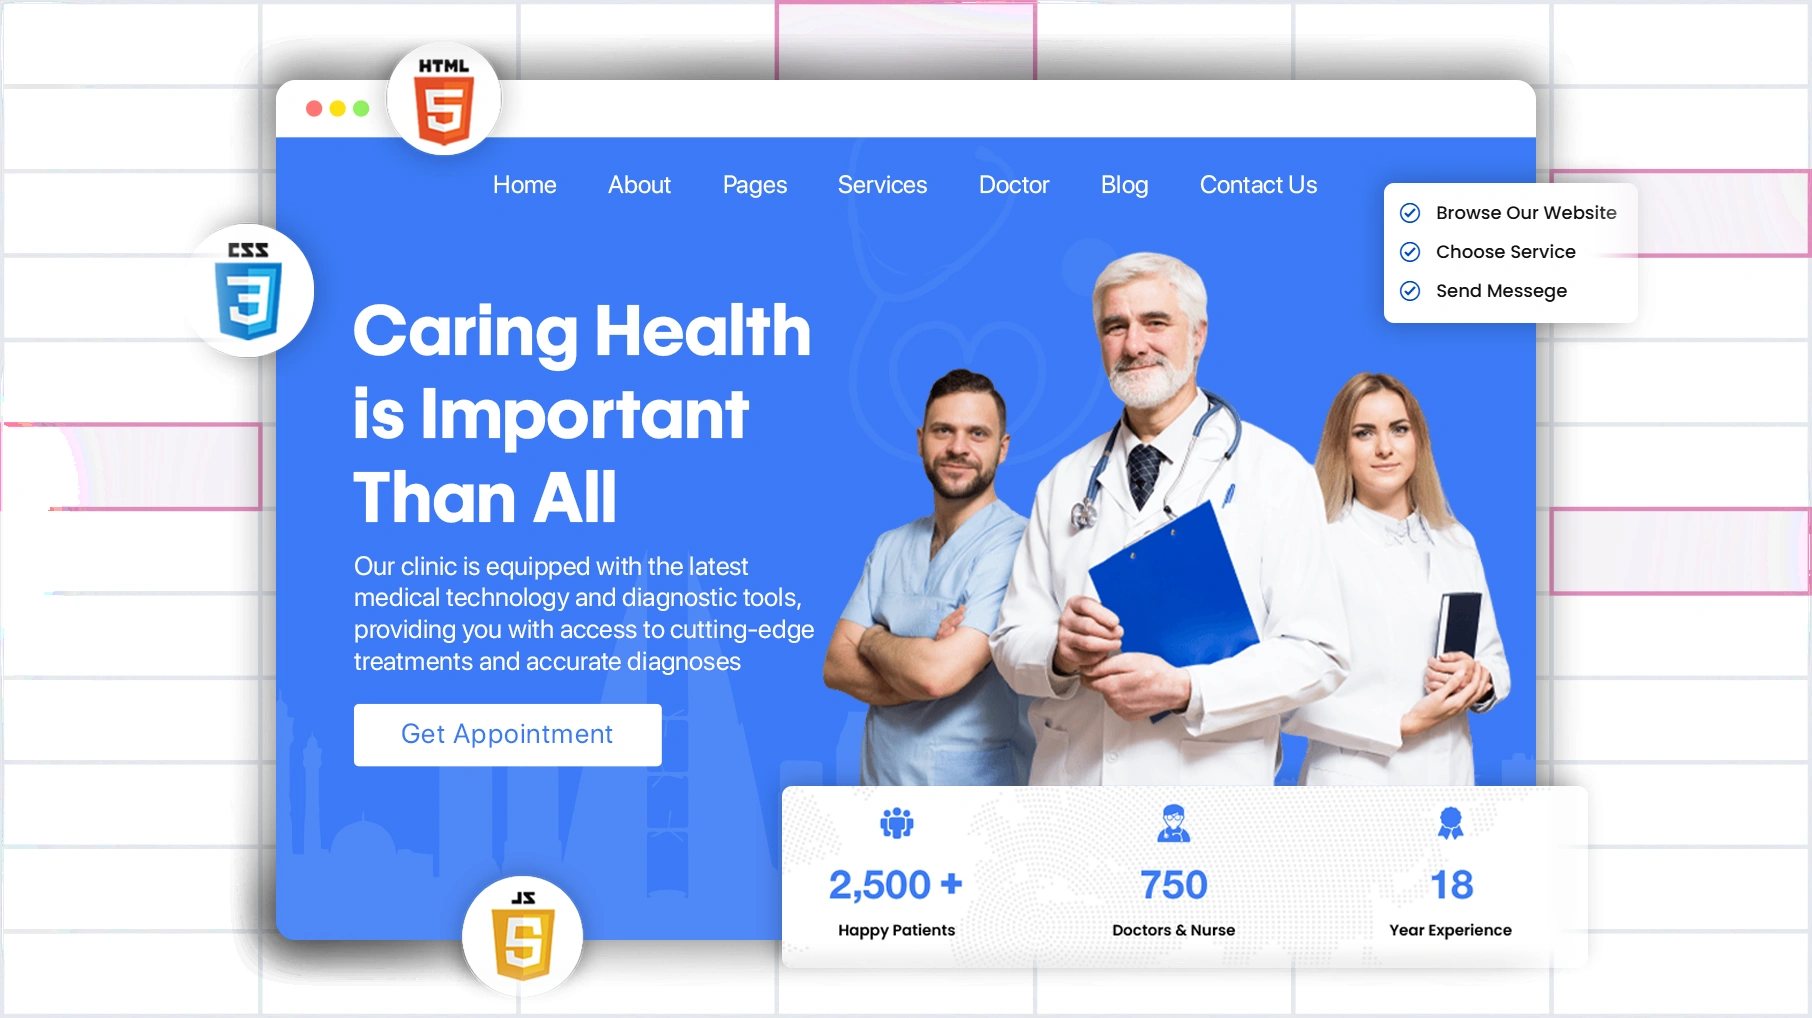 HTML
5
CSS
3
Home About Pages Services Doctor Blog Contact Us
Browse Our Website
Choose Service
Send Messege
Caring Health
is Important
Than All
Our clinic is equipped with the latest
medical technology and diagnostic tools,
providing you with access to cutting-edge
treatments and accurate diagnoses
Get Appointment
JS
5
2,500 + 750 18
Happy Patients Doctors & Nurse Year Experience